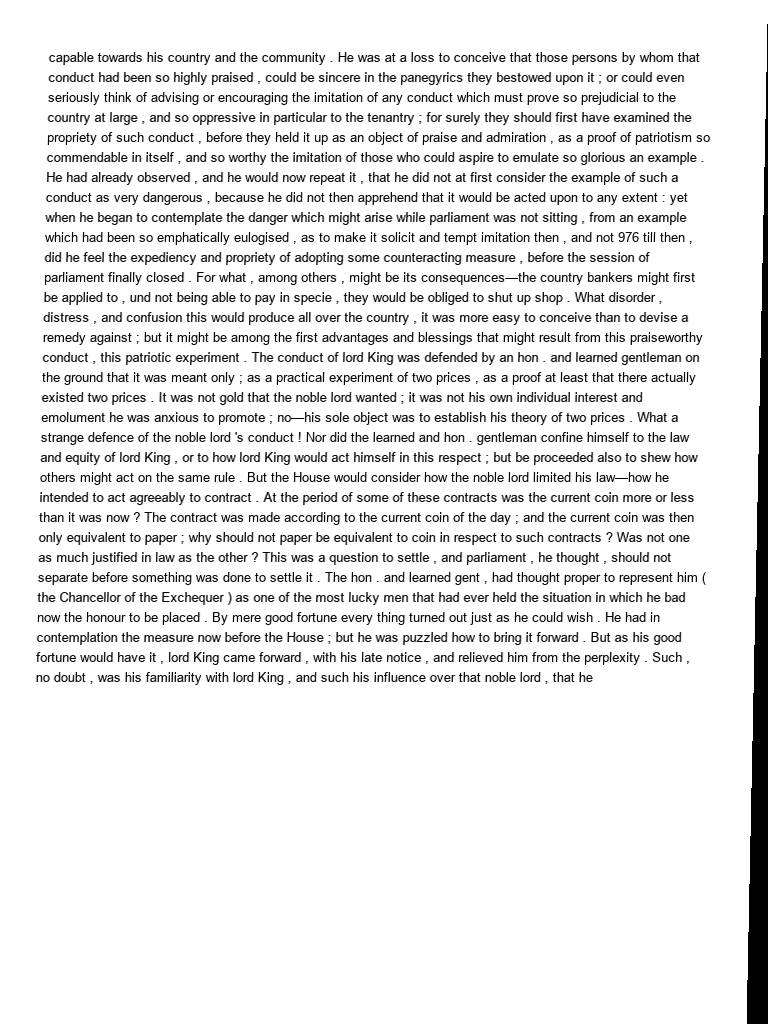 capable towards his country and the community . He was at a loss to conceive that those persons by whom that
conduct had been so highly praised , could be sincere in the panegyrics they bestowed upon it ; or could even
seriously think of advising or encouraging the imitation of any conduct which must prove so prejudicial to the
country at large , and so oppressive in particular to the tenantry ; for surely they should first have examined the
propriety of such conduct , before they held it up as an object of praise and admiration , as a proof of patriotism so
commendable in itself , and so worthy the imitation of those who could aspire to emulate so glorious an example .
He had already observed , and he would now repeat it , that he did not at first consider the example of such a
conduct as very dangerous , because he did not then apprehend that it would be acted upon to any extent : yet
when he began to contemplate the danger which might arise while parliament was not sitting , from an example
which had been so emphatically eulogised , as to make it solicit and tempt imitation then , and not 976 till then ,
did he feel the expediency and propriety of adopting some counteracting measure , before the session of
parliament finally closed . For what , among others , might be its consequences—the country bankers might first
be applied to , und not being able to pay in specie , they would be obliged to shut up shop . What disorder ,
distress , and confusion this would produce all over the country , it was more easy to conceive than to devise a
remedy against ; but it might be among the first advantages and blessings that might result from this praiseworthy
conduct , this patriotic experiment . The conduct of lord King was defended by an hon . and learned gentleman on
the ground that it was meant only ; as a practical experiment of two prices , as a proof at least that there actually
existed two prices . It was not gold that the noble lord wanted ; it was not his own individual interest and
emolument he was anxious to promote ; no—his sole object was to establish his theory of two prices . What a
strange defence of the noble lord 's conduct ! Nor did the learned and hon . gentleman confine himself to the law
and equity of lord King , or to how lord King would act himself in this respect ; but be proceeded also to shew how
others might act on the same rule . But the House would consider how the noble lord limited his law—how he
intended to act agreeably to contract . At the period of some of these contracts was the current coin more or less
than it was now ? The contract was made according to the current coin of the day ; and the current coin was then
only equivalent to paper ; why should not paper be equivalent to coin in respect to such contracts ? Was not one
as much justified in law as the other ? This was a question to settle , and parliament , he thought , should not
separate before something was done to settle it . The hon . and learned gent , had thought proper to represent him (
the Chancellor of the Exchequer ) as one of the most lucky men that had ever held the situation in which he bad
now the honour to be placed . By mere good fortune every thing turned out just as he could wish . He had in
contemplation the measure now before the House ; but he was puzzled how to bring it forward . But as his good
fortune would have it , lord King came forward , with his late notice , and relieved him from the perplexity . Such ,
no doubt , was his familiarity with lord King , and such his influence over that noble lord , that he